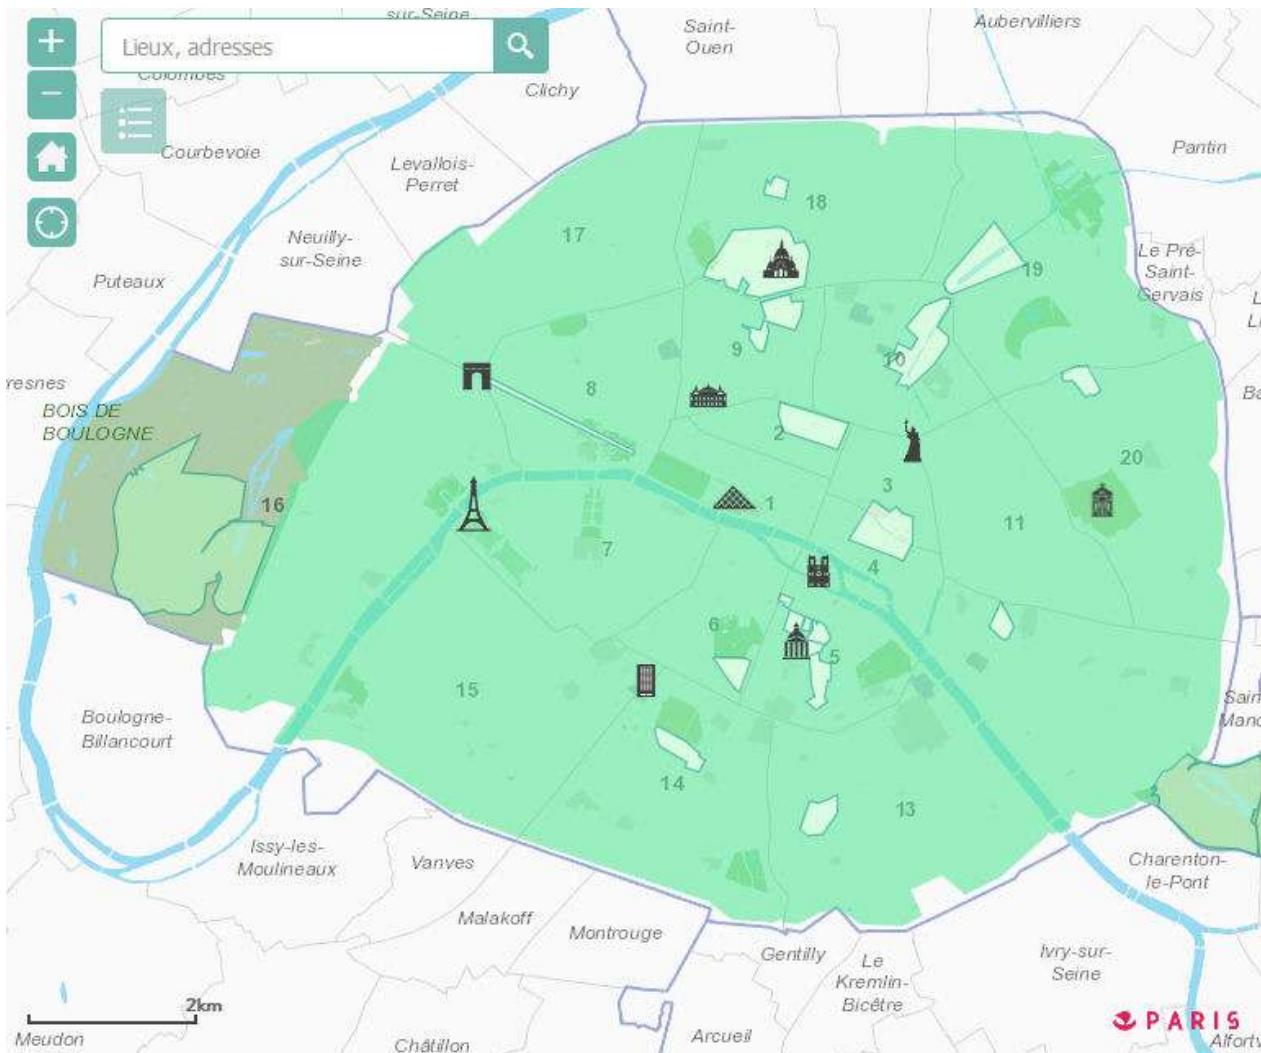 sur-Seine
Saint-
Ouen
Aubervilliers
Lieux, adresses
Colombes
Clichy
Courbevoie
Levallois-
Perret
Pantin
18
17
Neuilly-
sur-Seine
Le Pré-
Saint-
Gervais
Puteaux
19
9
10
resnes
8
BOIS DE
BOULOGNE
2
20
3
16
1
11
7
4
6
5
15
Boulogne-
Billancourt
14
13
Issy-les-
Moulineaux
Vanves
Charenton-
le-Pont
Malakoff
Montrouge
Gentilly
Le
Kremlin-
Bicêtre
Ivry-sur-
Seine
2km
PARIS
Meudon
Châtillon
Arcueil
Alfortv